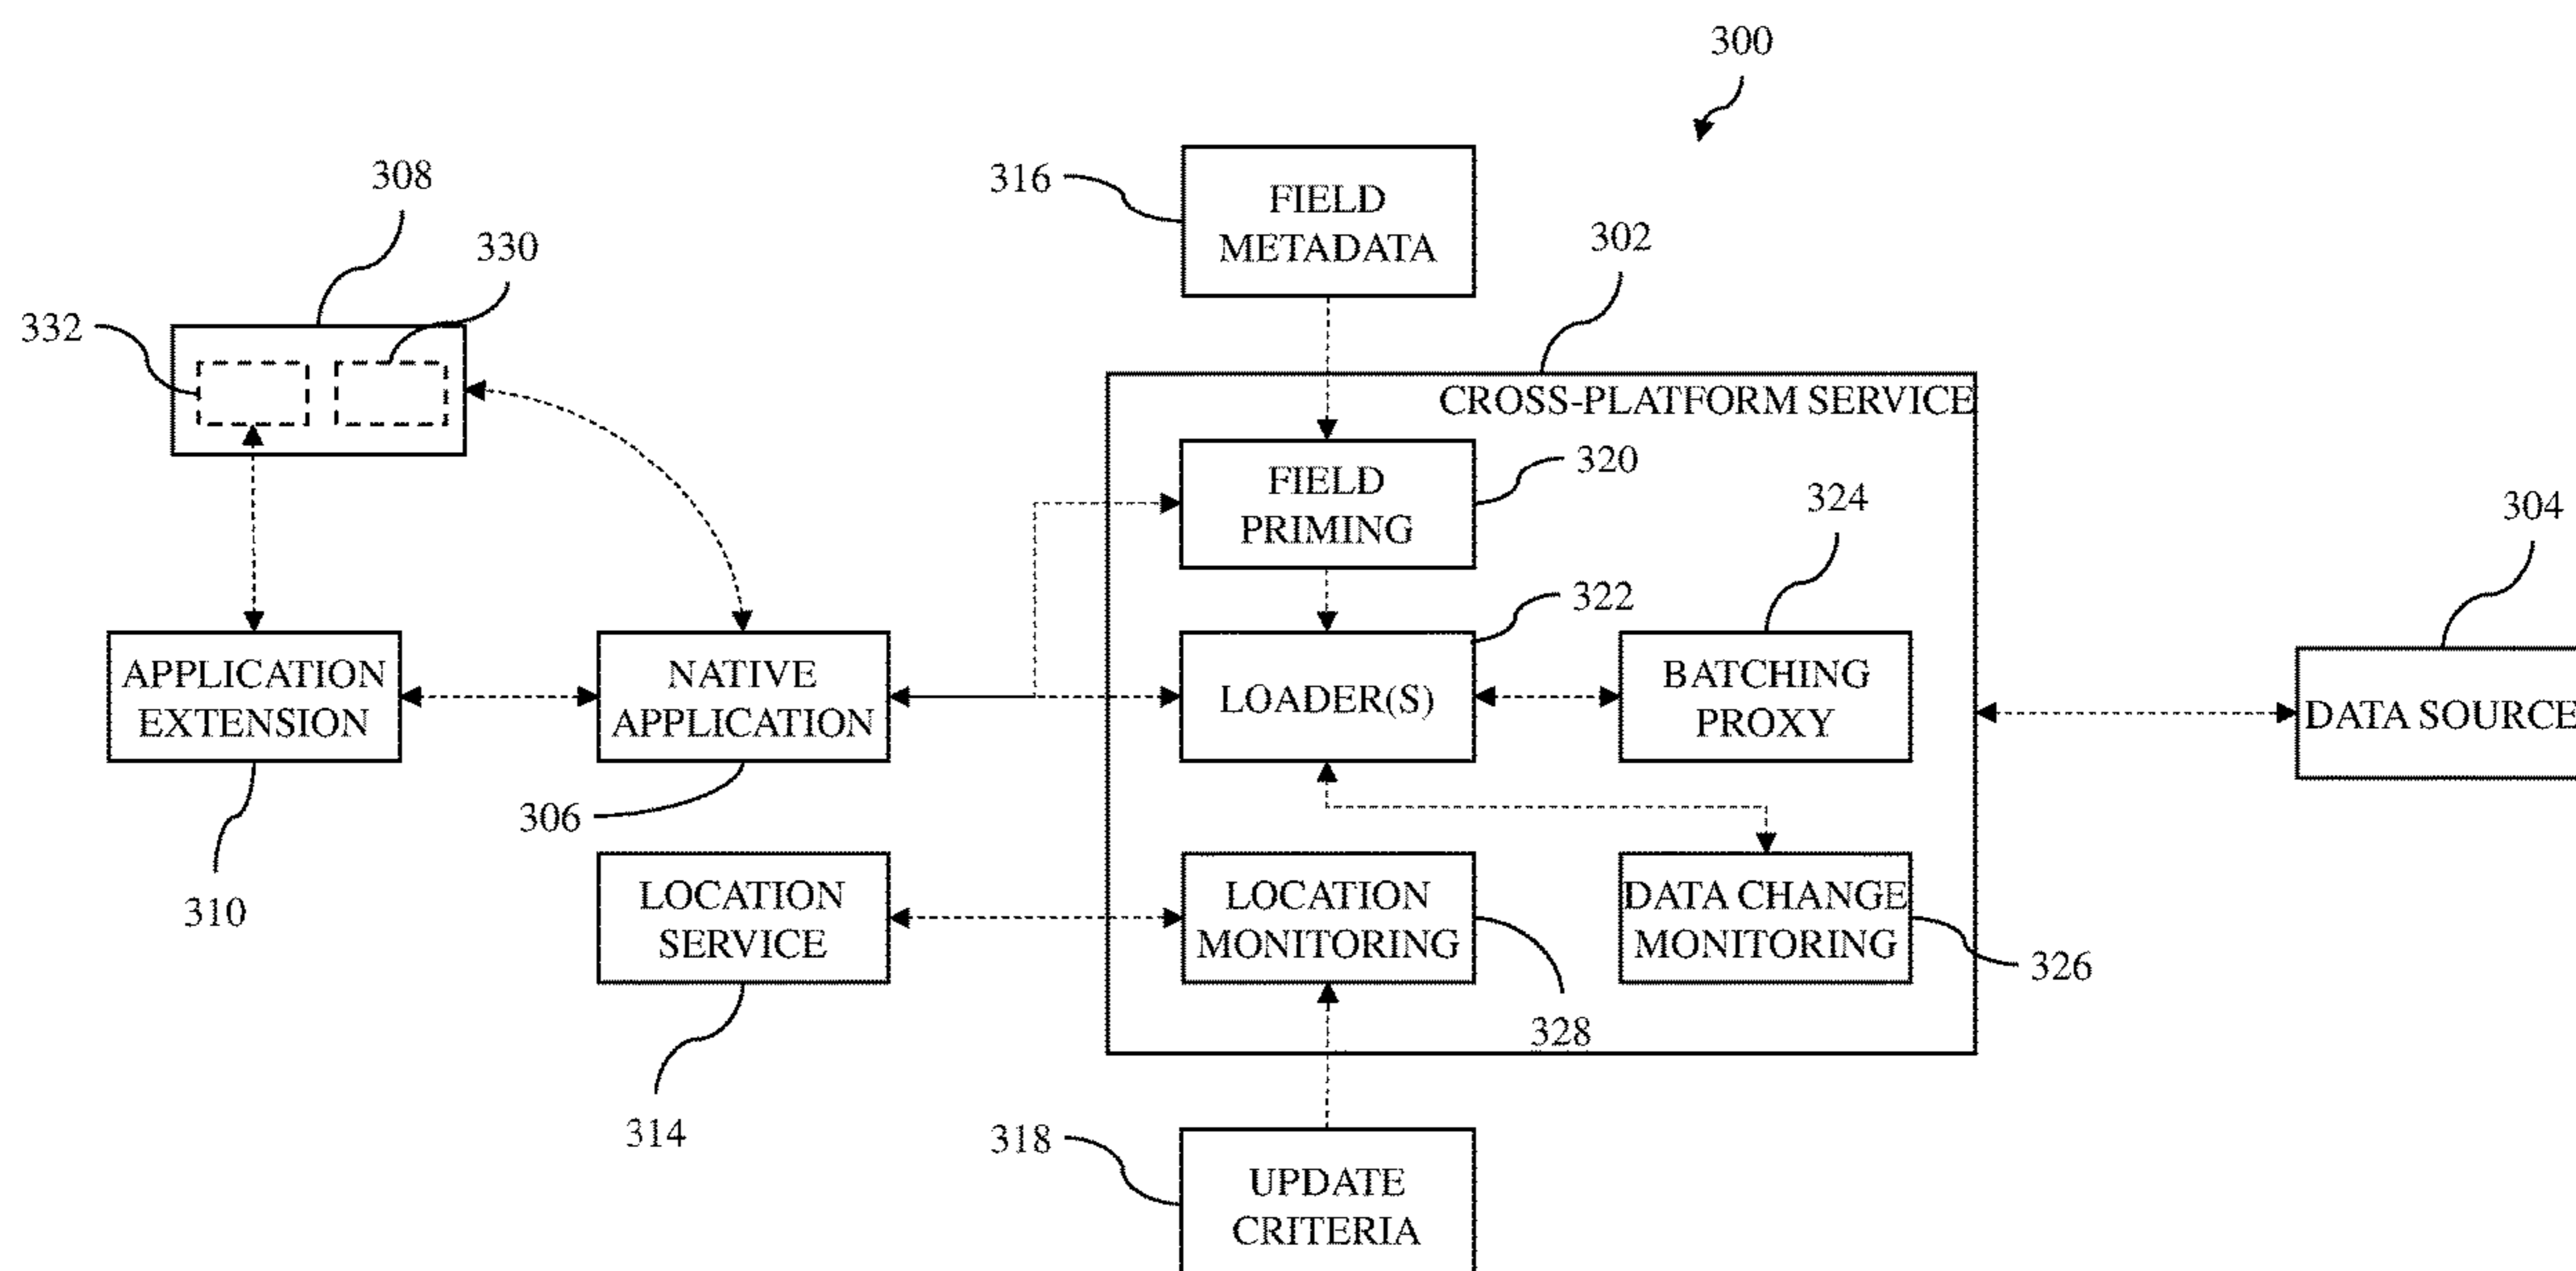 300
308
316
FIELD
METADATA
302
330
332
CROSS-PLATFORM SERVICE
FIELD
PRIMING
320
324
304
322
APPLICATION
EXTENSION
NATIVE
APPLICATION
LOADER(S)
BATCHING
PROXY
DATA SOURCE
306
310
LOCATION
SERVICE
LOCATION
MONITORING
DATA CHANGE
MONITORING
326
328
314
318
UPDATE
CRITERIA